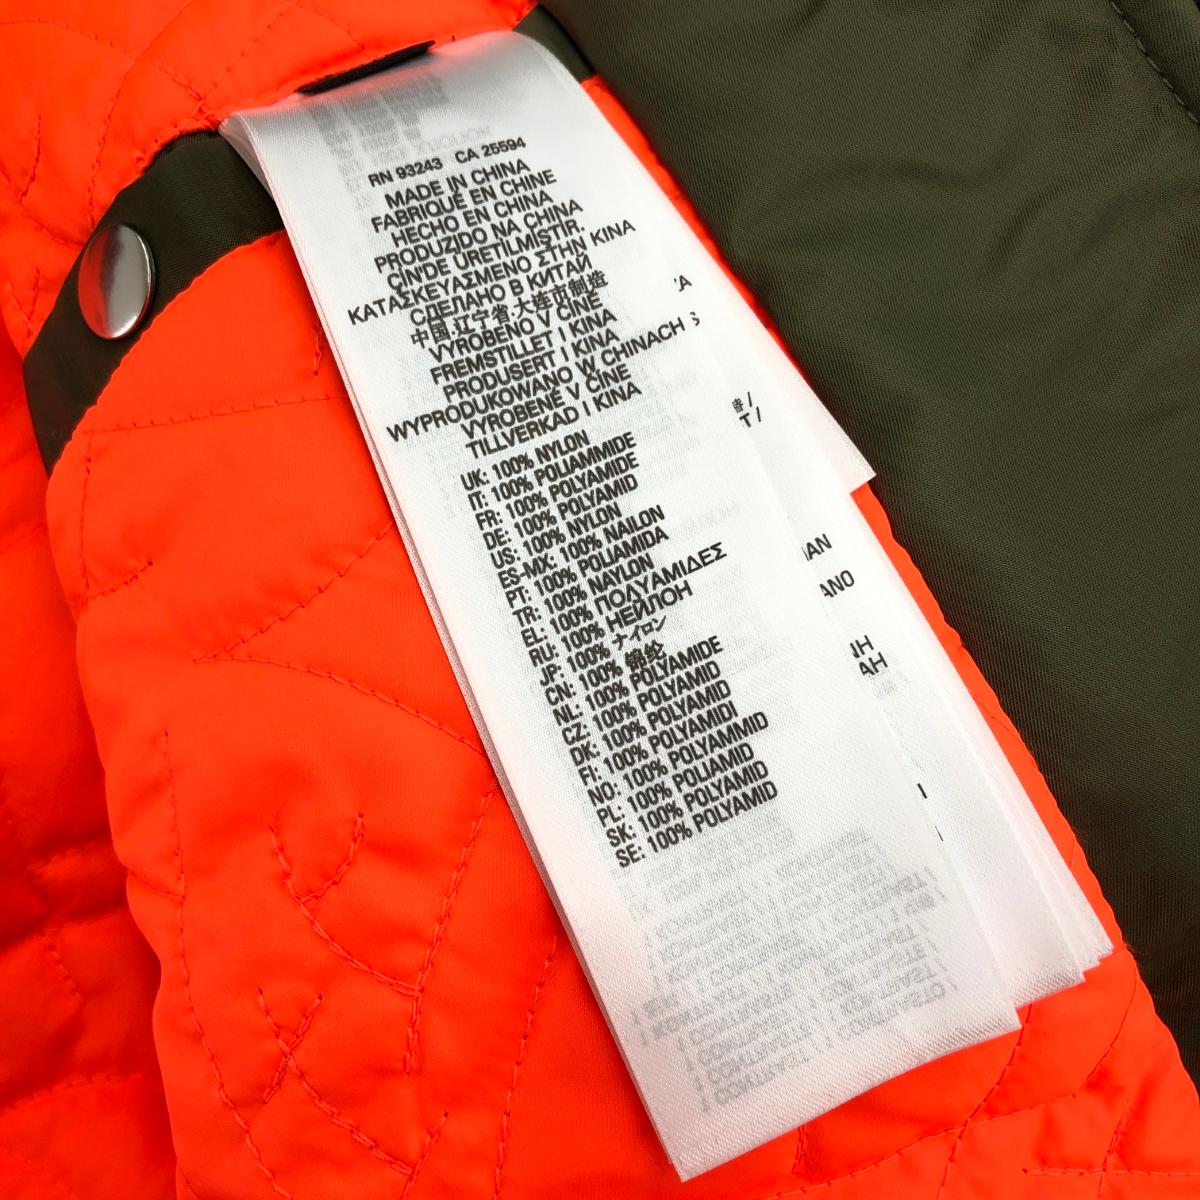 RN 93243 CA 25594
MADE IN CHINA
FABRIQUÉ EN CHINE
HECHO EN CHINA
PRODUZIDO NA CHINA
ÇIN'DE ÜRETILMIŞTIR.
ΚΑΤΑΣΚΕΥΑΣΜΕΝΟ ΣΤΗΝ ΚΙΝΑ
СДЕЛАНО В КИТАЙ
中国.辽宁省.大连市制造
VYROBENO V ČÍNĚ
FREMSTILLET I KINA
PRODUSERT I KINA
WYPRODUKOWANO W CHINACH
VYROBENÉ V ČÍNE
TILLVERKAD I KINA
UK: 100% NYLON
IT: 100% POLIAMMIDE
FR: 100% POLYAMIDE
DE: 100% POLYAMID
US: 100% NYLON
ES-MX: 100% NAILON
PT: 100% POLIAMIDA
TR: 100% NAYLON
EL: 100% ΠΟΛΥΑΜΙΔΕΣ
RU: 100% НЕЙЛОН
JP: 100% ナイロン
CN: 100% 锦纶
NL: 100% POLYAMIDE
CZ: 100% POLYAMID
DK: 100% POLYAMID
FI: 100% POLYAMIDI
NO: 100% POLYAMMID
PL: 100% POLIAMID
SK: 100% POLYAMID
SE: 100% POLYAMID